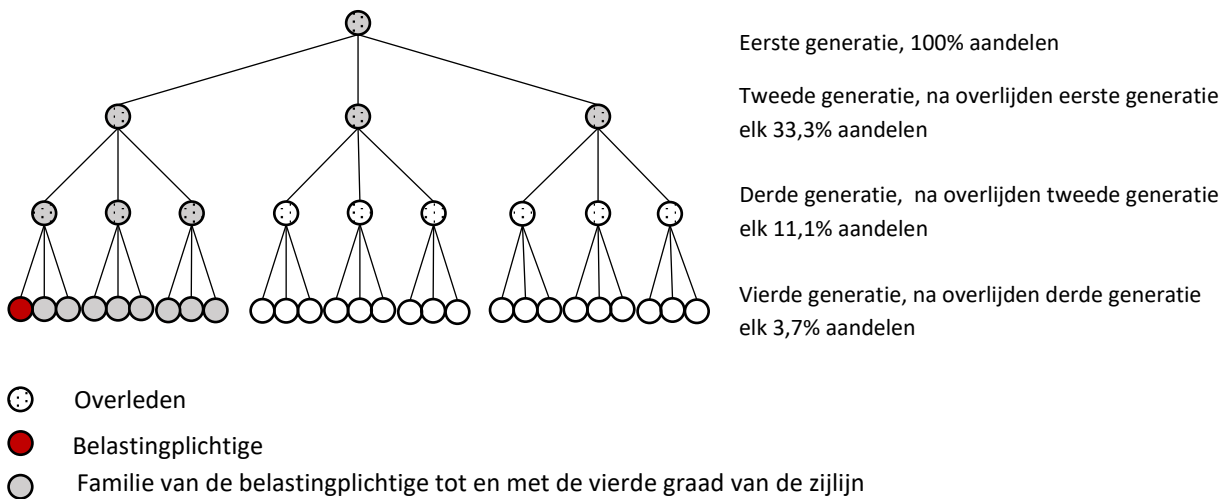 Eerste generatie, 100% aandelen
Tweede generatie, na overlijden eerste generatie
elk 33,3% aandelen
Derde generatie, na overlijden tweede generatie
elk 11,1% aandelen
Vierde generatie, na overlijden derde generatie
elk 3,7% aandelen
Overleden
Belastingplichtige
Familie van de belastingplichtige tot en met de vierde graad van de zijlijn